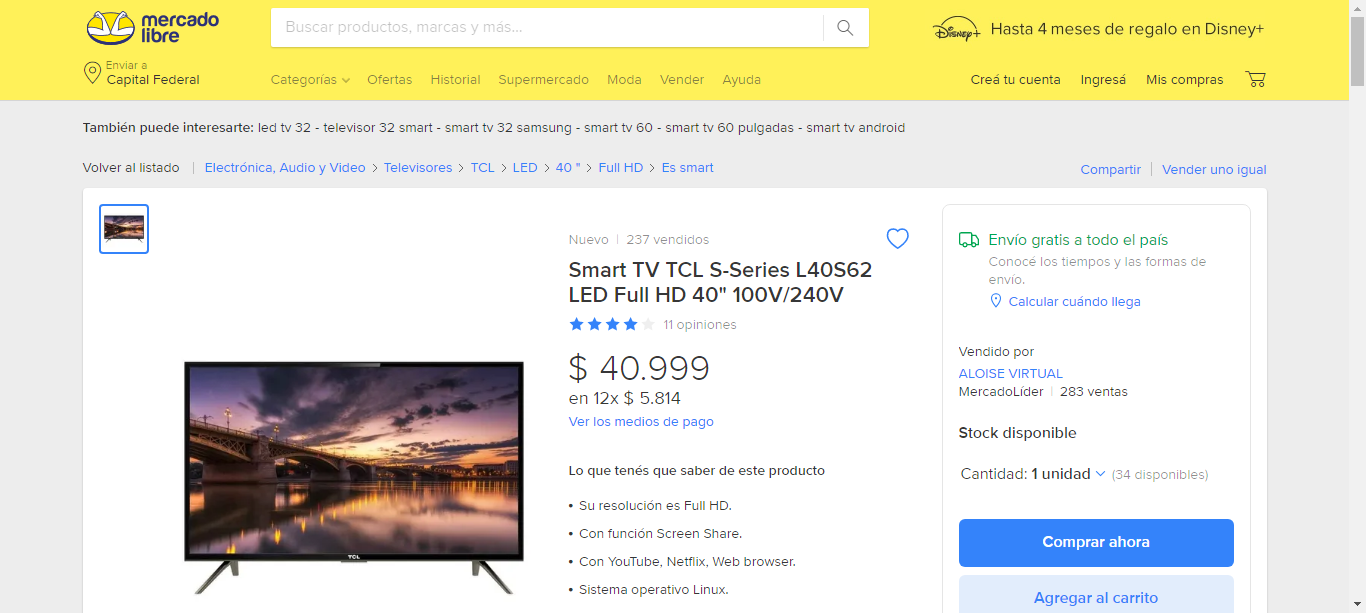 mercado
libre
Buscar productos, marcas y más...
Disney+
Hasta 4 meses de regalo en Disney+
Enviar a
Capital Federal
Categorías
Ofertas
Historial
Supermercado
Moda
Vender
Ayuda
Creá tu cuenta
Ingresá
Mis compras
También puede interesarte: led tv 32 - televisor 32 smart - smart tv 32 samsung - smart tv 60 - smart tv 60 pulgadas - smart tv android
Volver al listado | Electrónica, Audio y Video > Televisores > TCL > LED > 40 " > Full HD > Es smart
Compartir | Vender uno igual
Nuevo | 237 vendidos
Smart TV TCL S-Series L40S62
LED Full HD 40" 100V/240V
11 opiniones
$ 40.999
en 12x $ 5.814
Ver los medios de pago
Lo que tenés que saber de este producto
• Su resolución es Full HD.
• Con función Screen Share.
• Con YouTube, Netflix, Web browser.
• Sistema operativo Linux.
TCL
Envío gratis a todo el país
Conocé los tiempos y las formas de
envío.
Calcular cuándo llega
Vendido por
ALOISE VIRTUAL
MercadoLíder | 283 ventas
Stock disponible
Cantidad: 1 unidad (34 disponibles)
Comprar ahora
Agregar al carrito